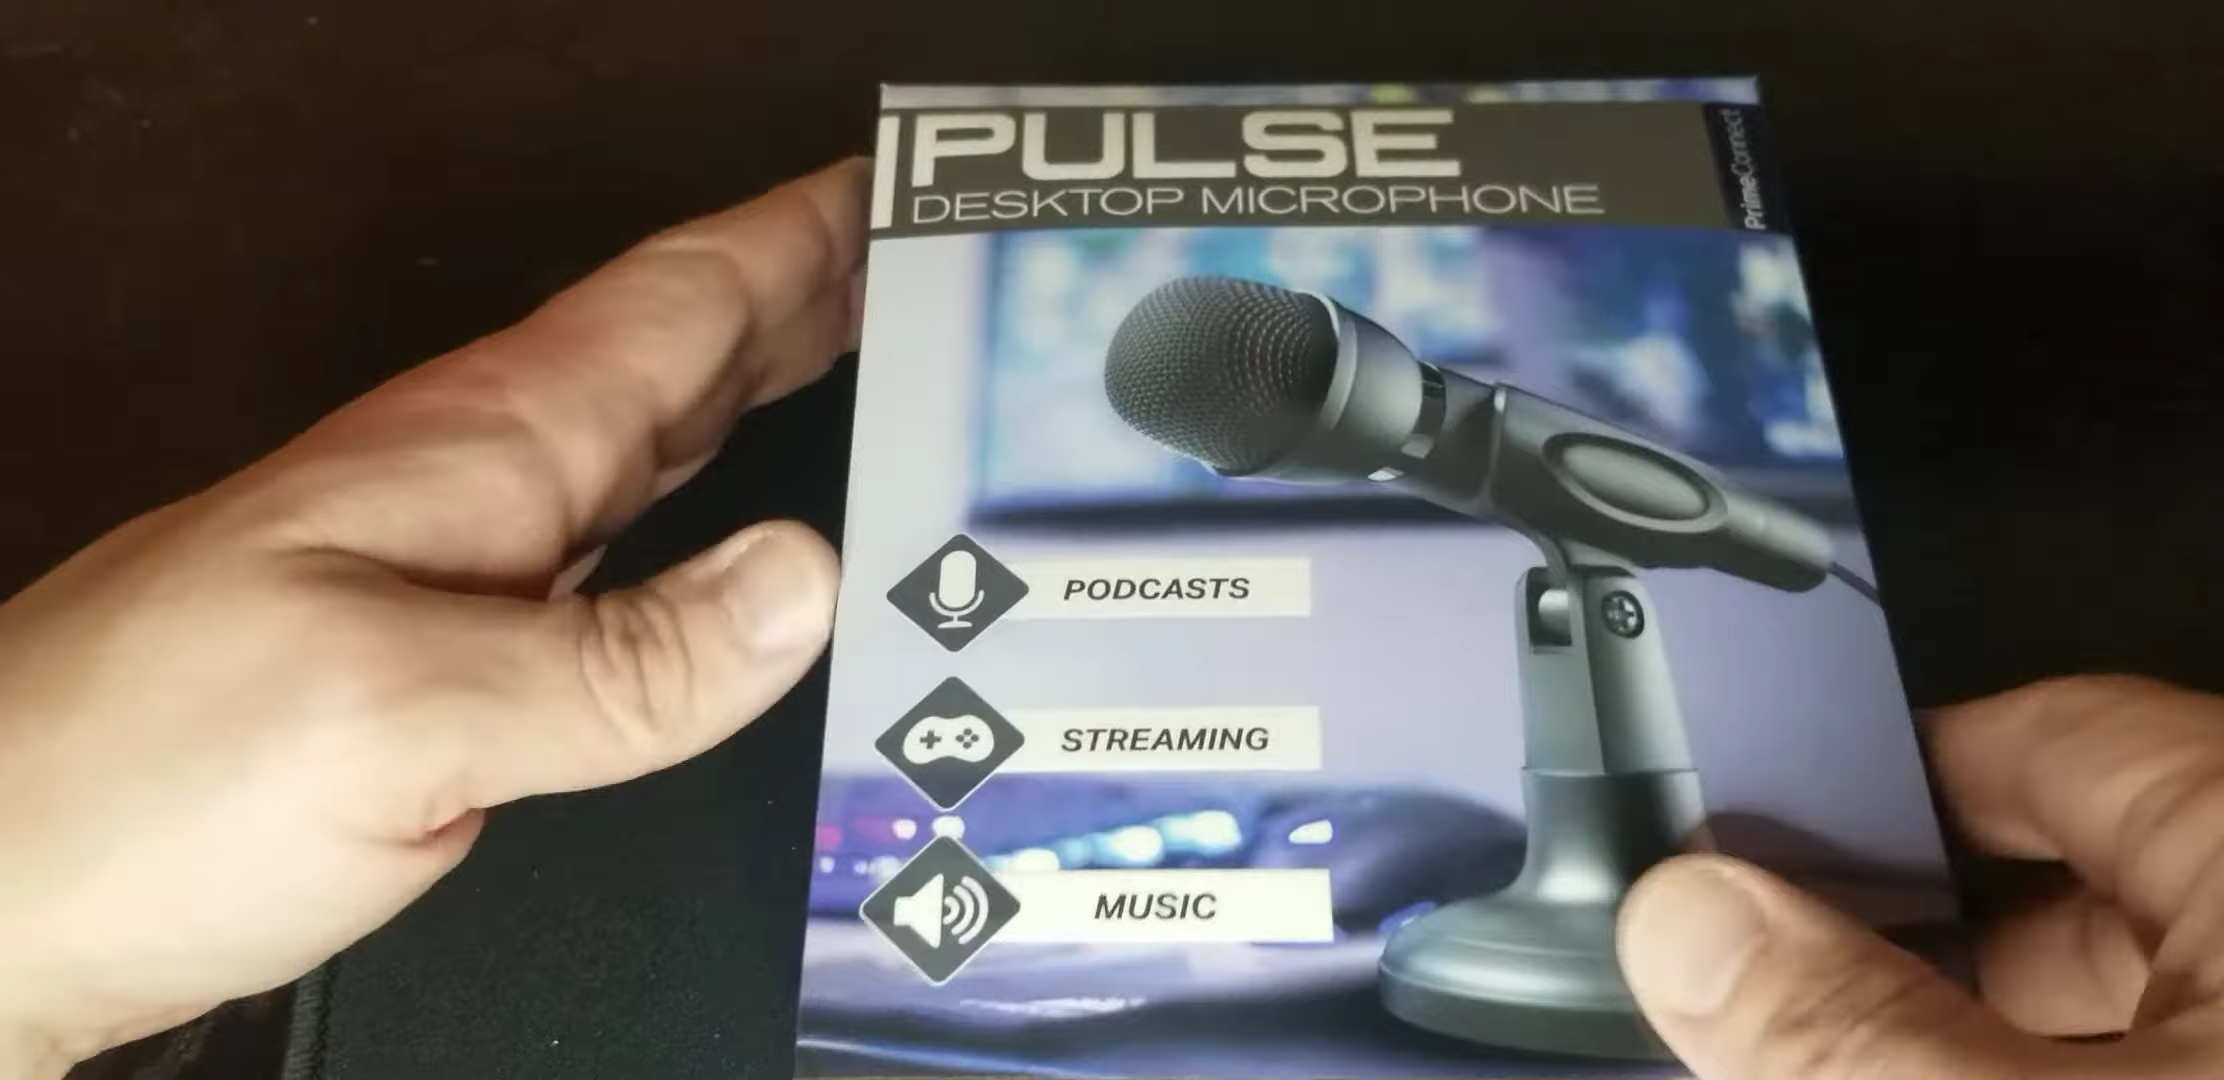 PULSE
DESKTOP MICROPHONE
PrimeConnect
PODCASTS
STREAMING
MUSIC